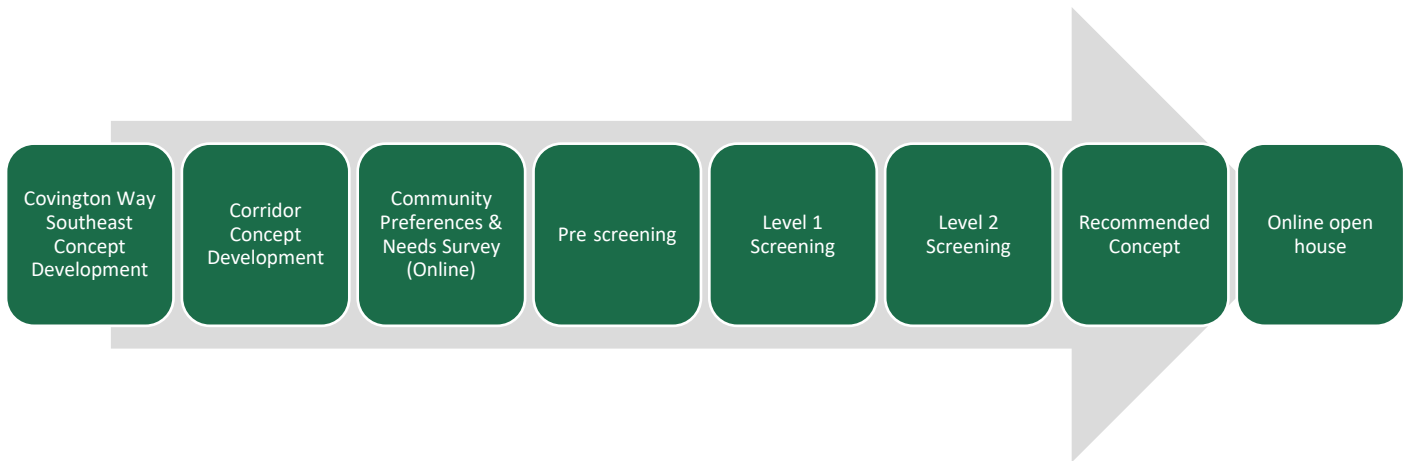 Covington Way
Southeast
Concept
Development
Corridor
Concept
Development
Community
Preferences &
Needs Survey
(Online)
Pre screening
Level 1
Screening
Level 2
Screening
Recommended
Concept
Online open
house